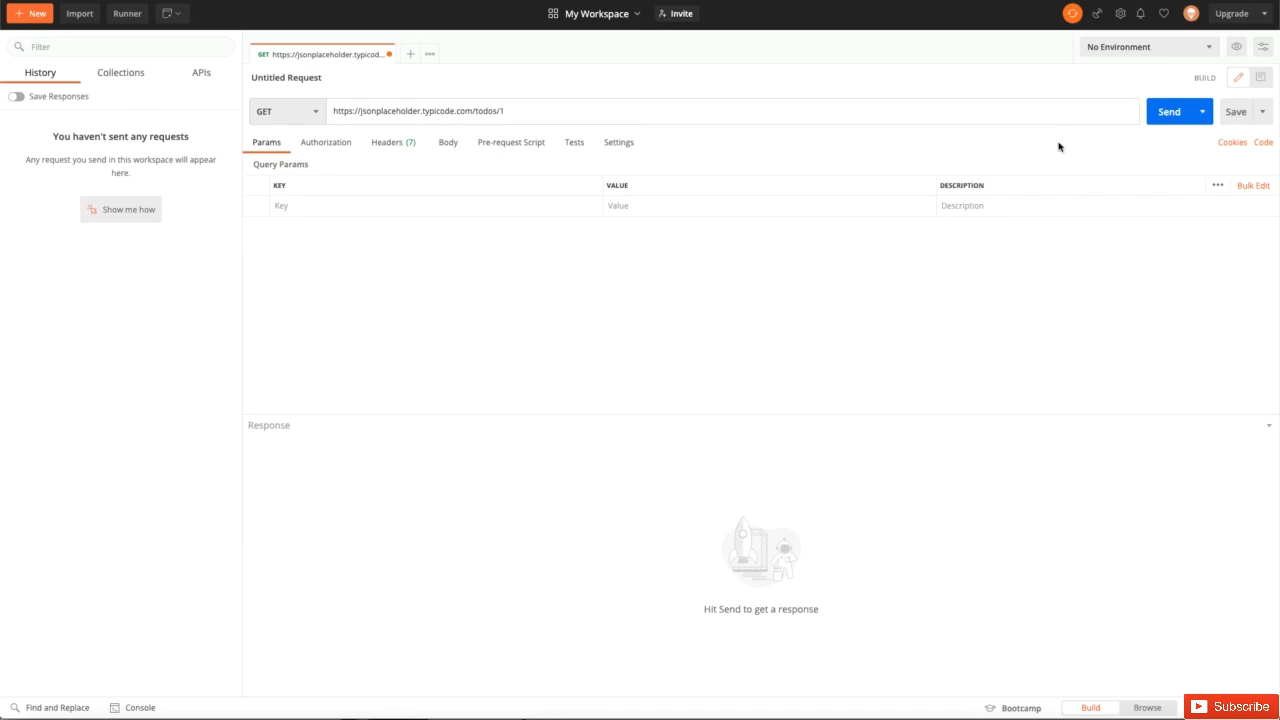 New Import Runner My Workspace Invite Upgrade
Filter
GET https://jsonplaceholder.typicod... No Environment
History Collections APIs
Untitled Request BUILD
Save Responses
GET https://jsonplaceholder.typicode.com/todos/1 Send Save
You haven't sent any requests
Params Authorization Headers (7) Body Pre-request Script Tests Settings Cookies Code
Any request you send in this workspace will appear
here.
Query Params
KEY VALUE DESCRIPTION Bulk Edit
Key Value Description
Show me how
Response
Hit Send to get a response
Find and Replace Console Bootcamp Build Browse
Subscribe